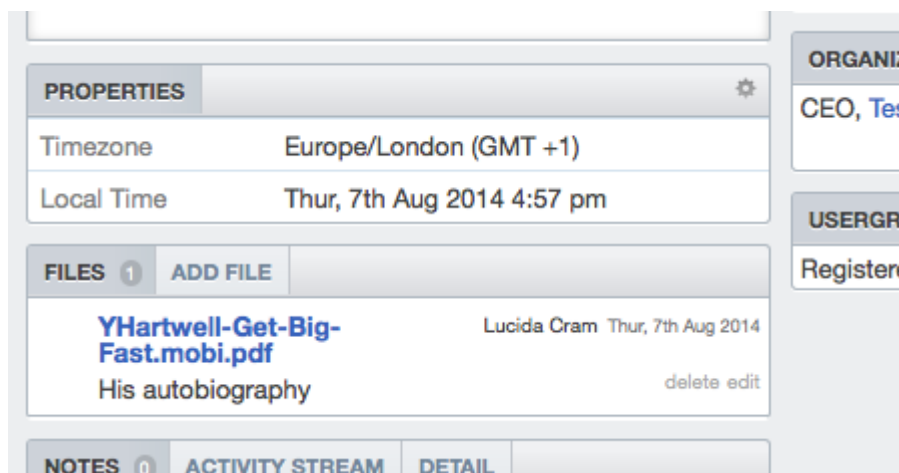 PROPERTIES
Timezone Europe/London (GMT +1)
Local Time Thur, 7th Aug 2014 4:57 pm
FILES 1 ADD FILE
YHartwell-Get-Big-
Fast.mobi.pdf
Lucida Cram Thur, 7th Aug 2014
His autobiography
delete edit
NOTES 0 ACTIVITY STREAM DETAIL
CEO,